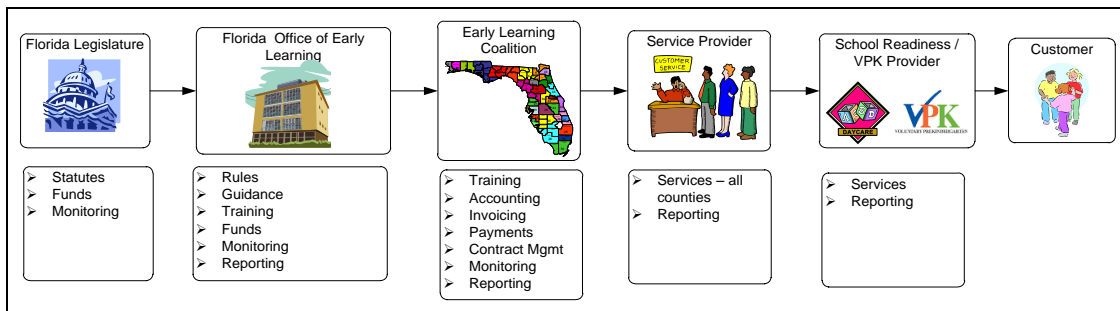 Florida Legislature
Florida Office of Early
Learning
Early Learning
Coalition
Service Provider
CUSTOMER
SERVICE
School Readiness /
VPK Provider
DAYCARE
VPK
VOLUNTARY PREKINDERGARTEN
Customer
Statutes
Funds
Monitoring
Rules
Guidance
Training
Funds
Monitoring
Reporting
Training
Accounting
Invoicing
Payments
Contract Mgmt
Monitoring
Reporting
Services – all
counties
Reporting
Services
Reporting